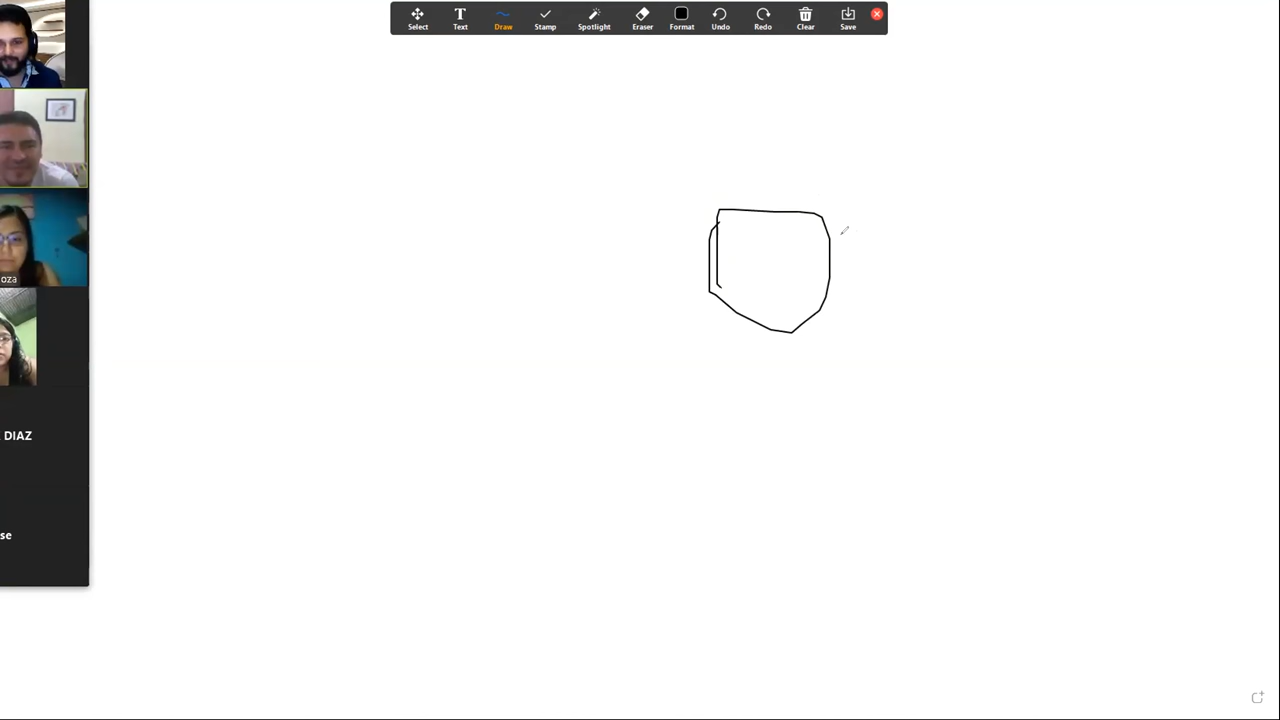 Select Text Draw Stamp Spotlight Eraser Format Undo Redo Clear Save
oza
DIAZ
se